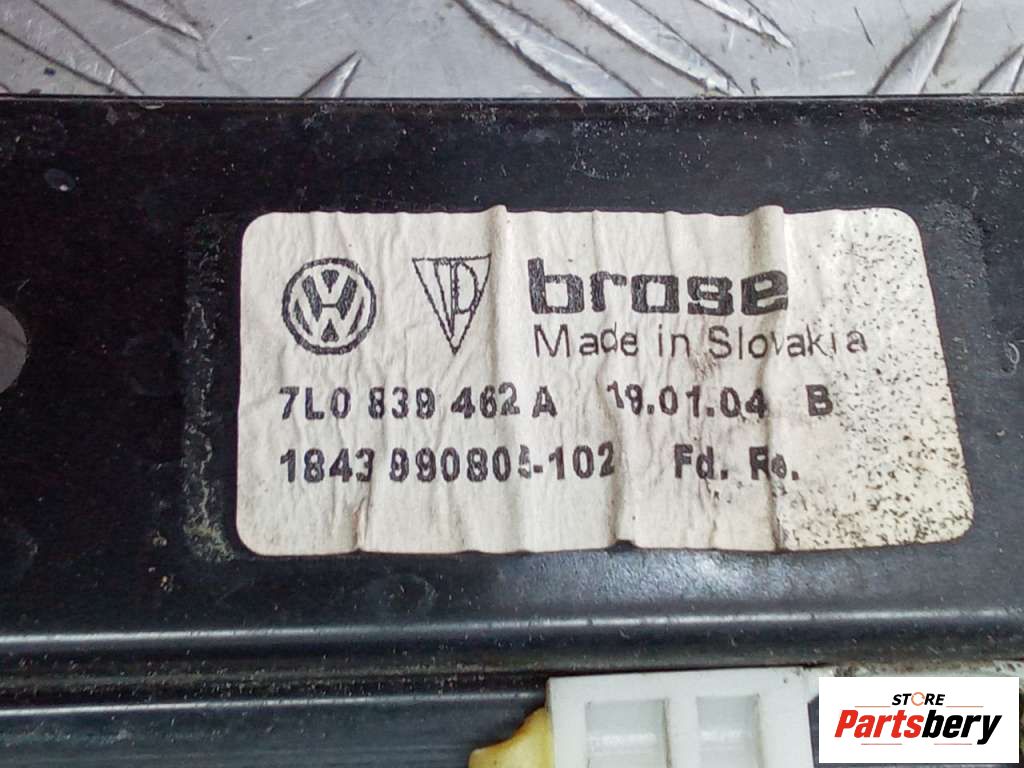 brose
Made in Slovakia
7L0 839 462 A 19.01.04 B
1843 990805-102 Fd. Re.
STORE
Partsbery